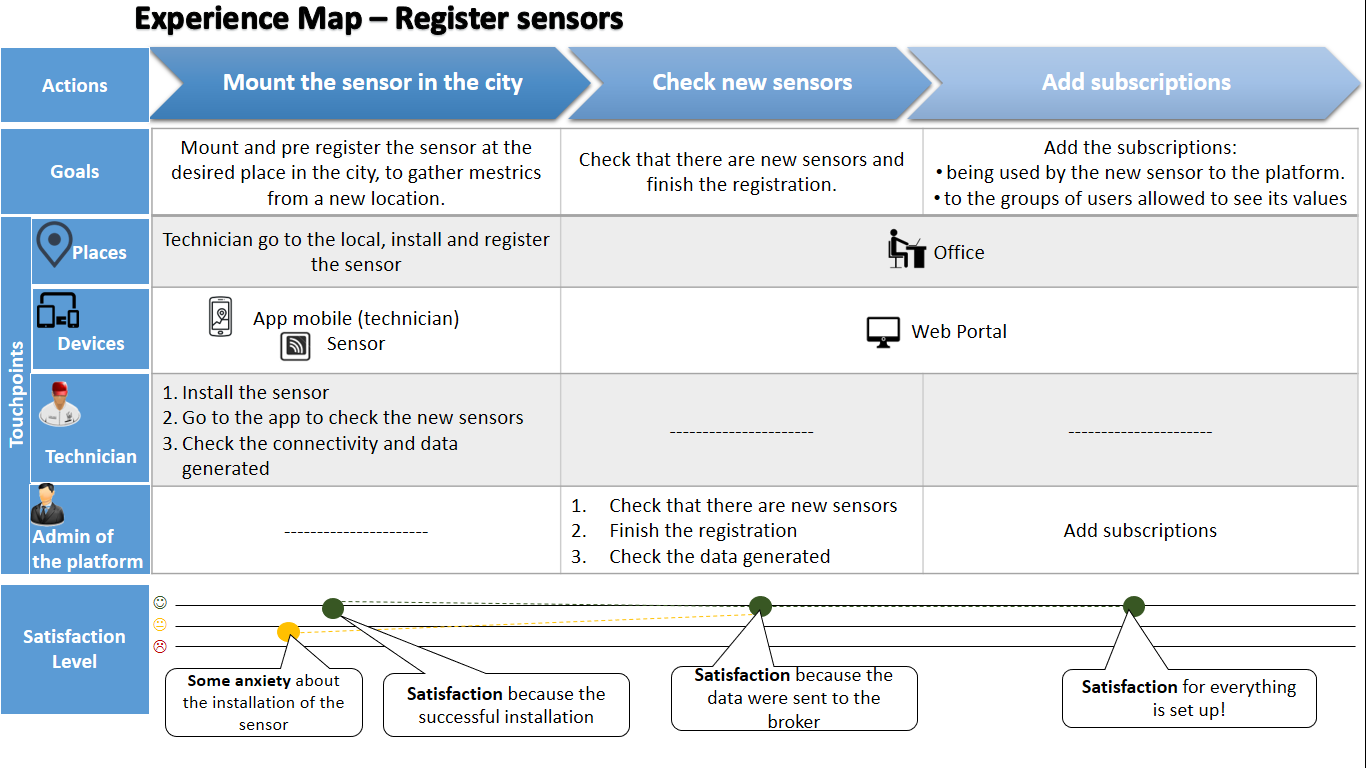 Experience Map – Register sensors
Actions
Mount the sensor in the city
Check new sensors
Add subscriptions
Goals
Mount and pre register the sensor at the
desired place in the city, to gather mestrics
from a new location.
Check that there are new sensors and
finish the registration.
Add the subscriptions:
• being used by the new sensor to the platform.
• to the groups of users allowed to see its values
Touchpoints
Places
Technician go to the local, install and register
the sensor
Office
Devices
App mobile (technician)
Sensor
Web Portal
Technician
1. Install the sensor
2. Go to the app to check the new sensors
3. Check the connectivity and data
generated
----------------------
----------------------
Admin of
the platform
----------------------
1. Check that there are new sensors
2. Finish the registration
3. Check the data generated
Add subscriptions
Satisfaction
Level
Some anxiety about
the installation of the
sensor
Satisfaction because the
successful installation
Satisfaction because the
data were sent to the
broker
Satisfaction for everything
is set up!